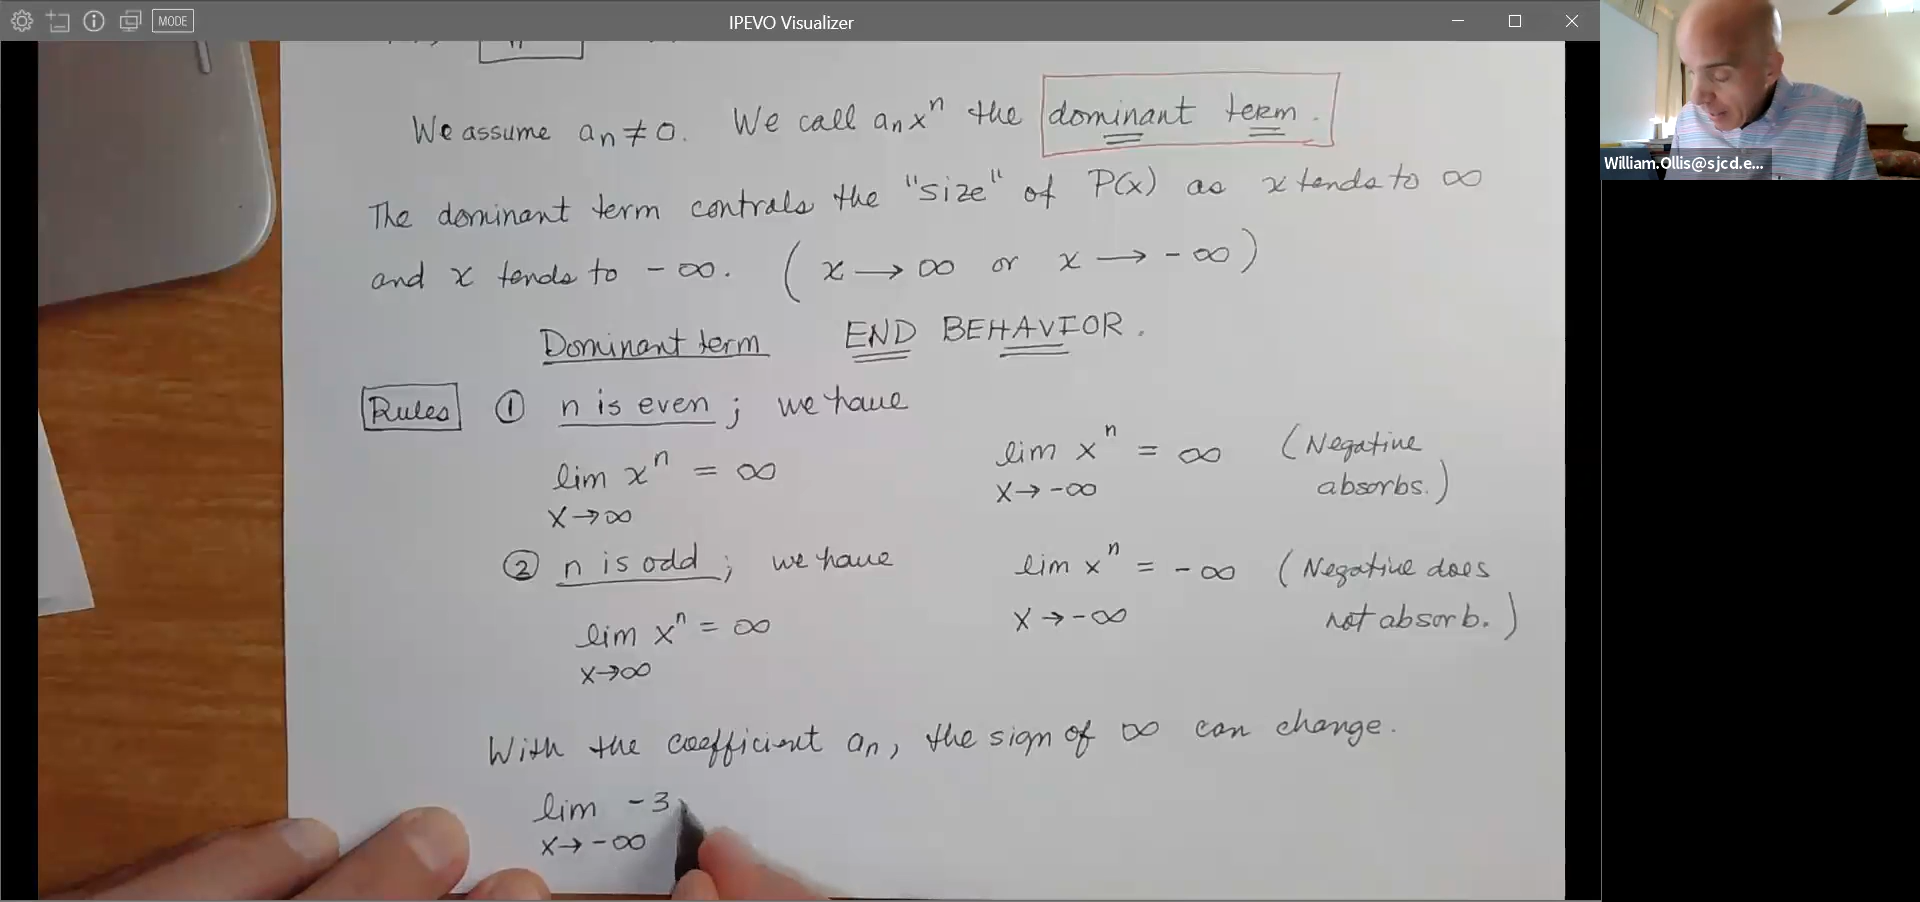 MODE
IPEVO Visualizer
William.Ollis@sjcd.e...
We assume aₙ ≠ 0. We call aₙxⁿ the dominant term.
The dominant term controls the "size" of P(x) as x tends to ∞
and x tends to -∞. (x → ∞ or x → -∞)
Dominant term END BEHAVIOR.
Rules ① n is even; we have
lim xⁿ = ∞ lim xⁿ = ∞ (Negative
x→∞ x→-∞ absorbs.)
② n is odd; we have lim xⁿ = -∞ (Negative does
x→-∞ not absorb.)
lim xⁿ = ∞
x→∞
With the coefficient aₙ, the sign of ∞ can change.
lim -3
x→-∞